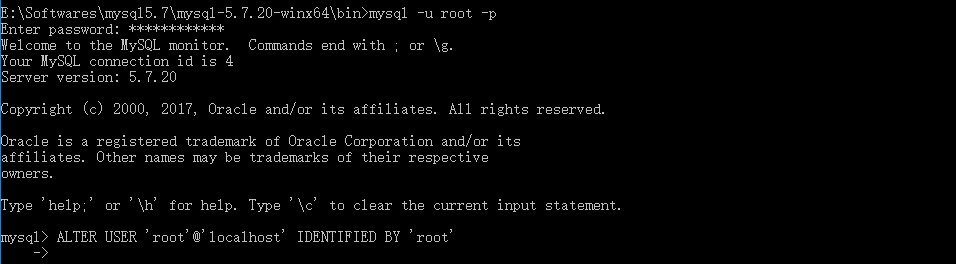 E:\Softwares\mysql5.7\mysql-5.7.20-winx64\bin>mysql -u root -p
Enter password: ************
Welcome to the MySQL monitor.  Commands end with ; or \g.
Your MySQL connection id is 4
Server version: 5.7.20
Copyright (c) 2000, 2017, Oracle and/or its affiliates. All rights reserved.
Oracle is a registered trademark of Oracle Corporation and/or its
affiliates. Other names may be trademarks of their respective
owners.
Type 'help;' or '\h' for help. Type '\c' to clear the current input statement.
mysql> ALTER USER 'root'@'localhost' IDENTIFIED BY 'root'
    ->